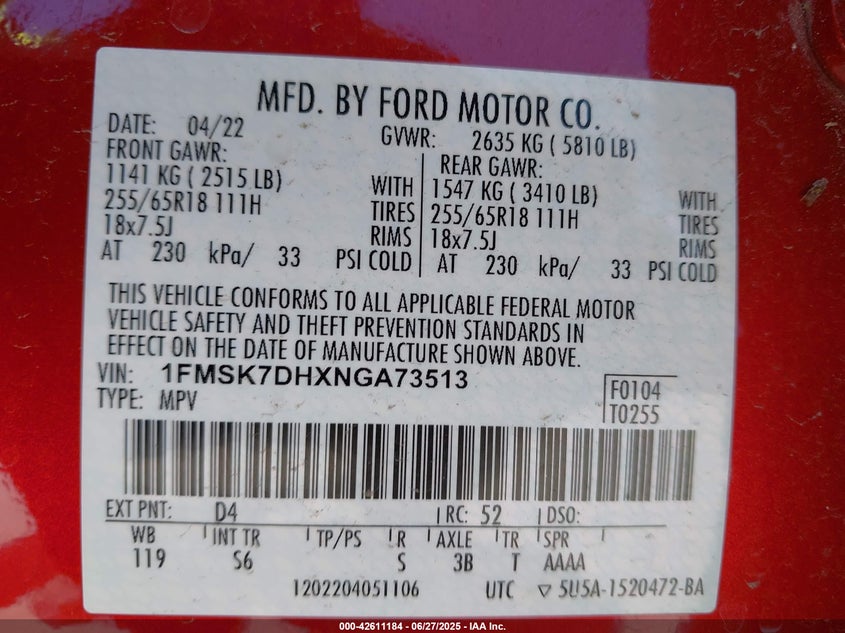 MFD. BY FORD MOTOR CO.
DATE: 04/22 GVWR: 2635 KG ( 5810 LB)
FRONT GAWR: REAR GAWR:
1141 KG ( 2515 LB) WITH 1547 KG ( 3410 LB) WITH
255/65R18 111H TIRES 255/65R18 111H TIRES
18x7.5J RIMS 18x7.5J RIMS
AT 230 kPa/ 33 PSI COLD AT 230 kPa/ 33 PSI COLD
THIS VEHICLE CONFORMS TO ALL APPLICABLE FEDERAL MOTOR
VEHICLE SAFETY AND THEFT PREVENTION STANDARDS IN
EFFECT ON THE DATE OF MANUFACTURE SHOWN ABOVE.
VIN: 1FMSK7DHXNGA73513 F0104
TYPE: MPV T0255
EXT PNT: D4 RC: 52 DSO:
WB INT TR TP/PS R AXLE TR SPR
119 S6 S 3B T AAAA
1202204051106 UTC ▽ 5U5A-1520472-BA
000-42611184 - 06/27/2025 - IAA Inc.